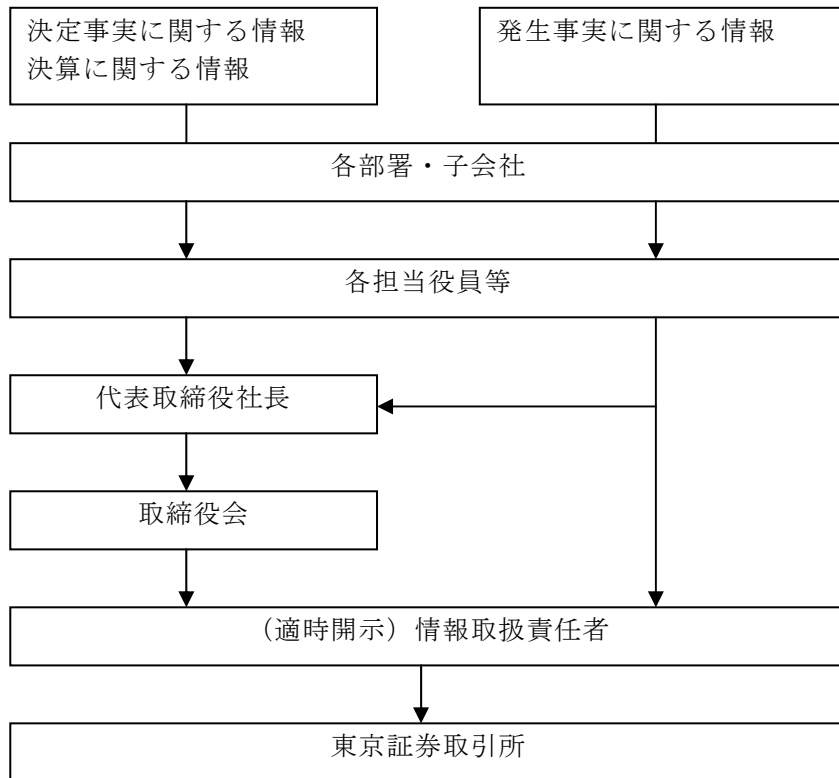 決定事実に関する情報
決算に関する情報
発生事実に関する情報
各部署・子会社
各担当役員等
代表取締役社長
取締役会
（適時開示）情報取扱責任者
東京証券取引所